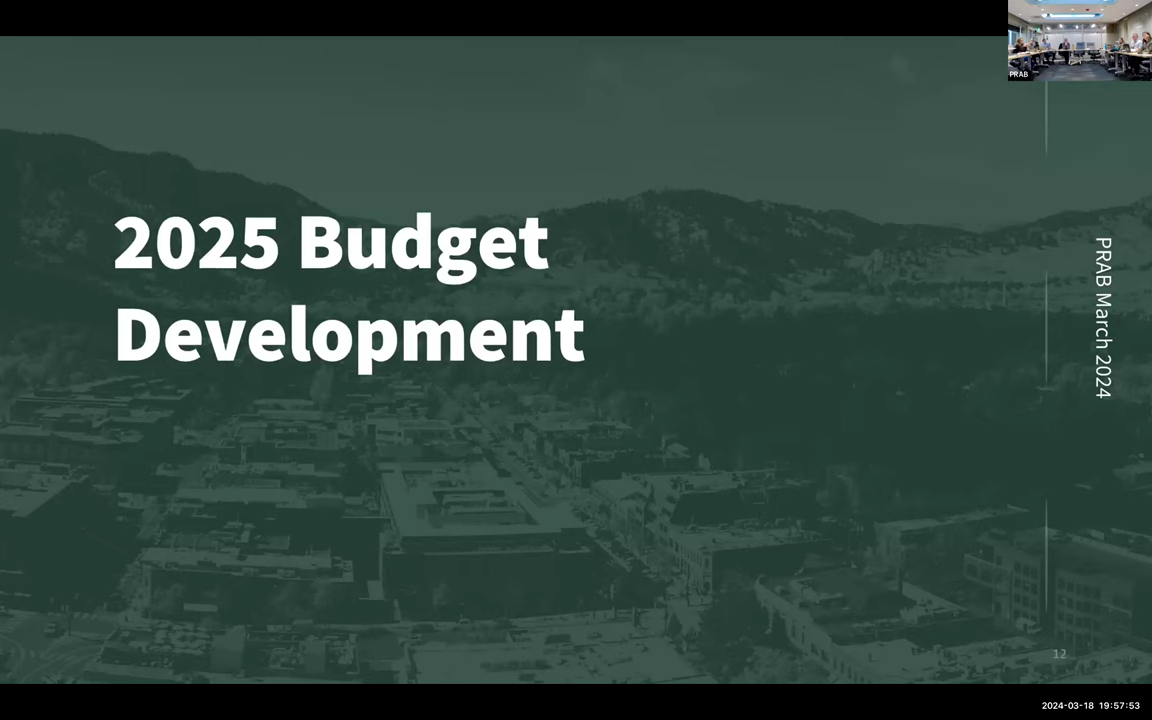 PRAB
2025 Budget
Development
PRAB March 2024
12
2024-03-18 19:57:53